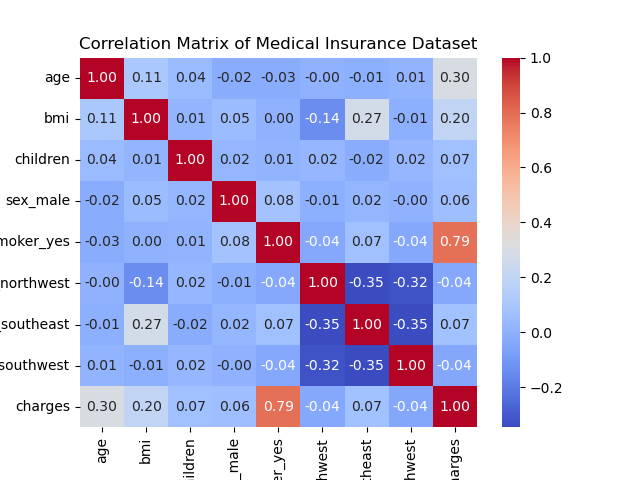 Correlation Matrix of Medical Insurance Dataset
age 1.00 0.11 0.04 -0.02 -0.03 -0.00 -0.01 0.01 0.30
bmi 0.11 1.00 0.01 0.05 0.00 -0.14 0.27 -0.01 0.20
children 0.04 0.01 1.00 0.02 0.01 0.02 -0.02 0.02 0.07
sex_male -0.02 0.05 0.02 1.00 0.08 -0.01 0.02 -0.00 0.06
moker_yes -0.03 0.00 0.01 0.08 1.00 -0.04 0.07 -0.04 0.79
northwest -0.00 -0.14 0.02 -0.01 -0.04 1.00 -0.35 -0.32 -0.04
_southeast -0.01 0.27 -0.02 0.02 0.07 -0.35 1.00 -0.35 0.07
southwest 0.01 -0.01 0.02 -0.00 -0.04 -0.32 -0.35 1.00 -0.04
charges 0.30 0.20 0.07 0.06 0.79 -0.04 0.07 -0.04 1.00
age bmi ildren _male er_yes hwest heast hwest harges
1.0
0.8
0.6
0.4
0.2
0.0
−0.2